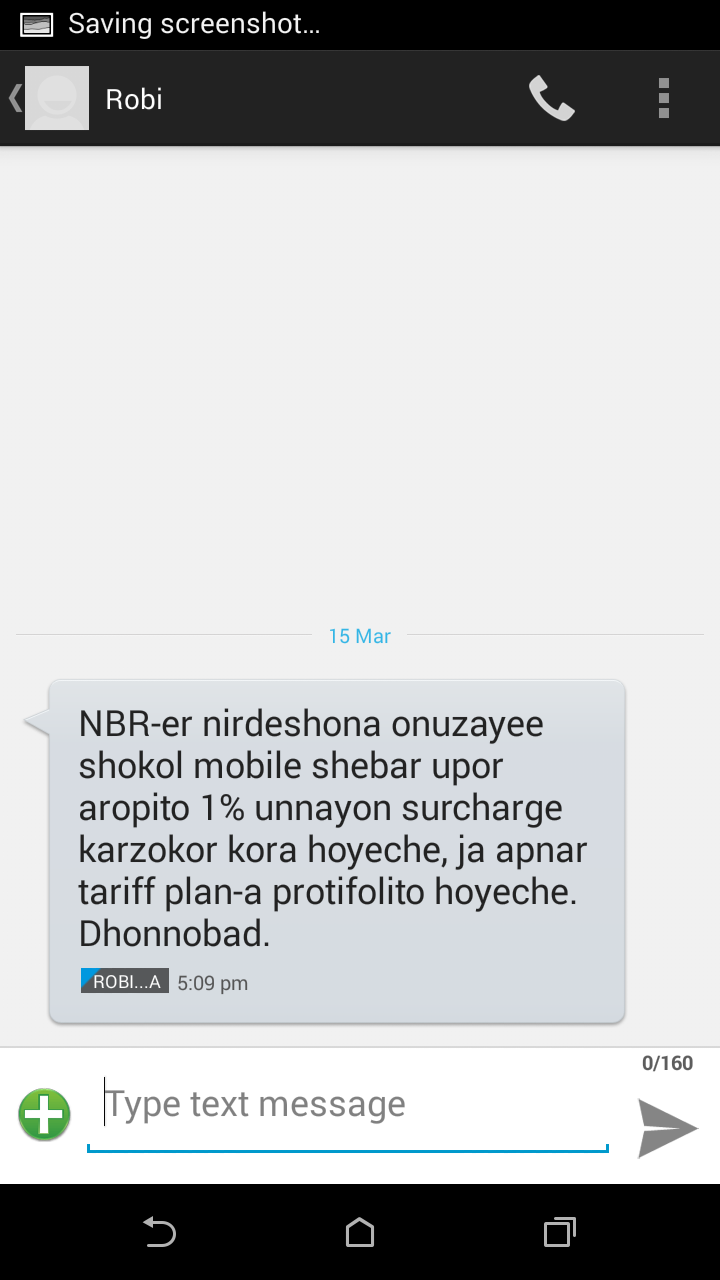 Saving screenshot...
Robi
15 Mar
NBR-er nirdeshona onuzayee
shokol mobile shebar upor
aropito 1% unnayon surcharge
karzokor kora hoyeche, ja apnar
tariff plan-a protifolito hoyeche.
Dhonnobad.
ROBI...A 5:09 pm
0/160
Type text message